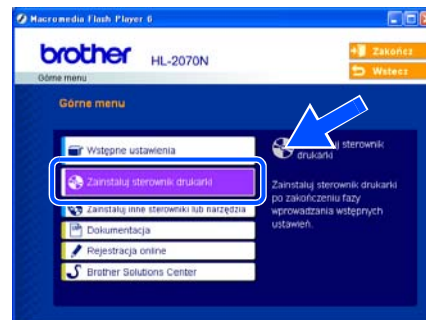 Macromedia Flash Player 6
brother HL-2070N
Zakończ
Wstecz
Górne menu
Górne menu
Wstępne ustawienia
Zainstaluj sterownik drukarki
Zainstaluj inne sterowniki lub narzędzia
Dokumentacja
Rejestracja online
Brother Solutions Center
sterownik
drukarki
Zainstaluj sterownik drukarki
po zakończeniu fazy
wprowadzania wstępnych
ustawień.